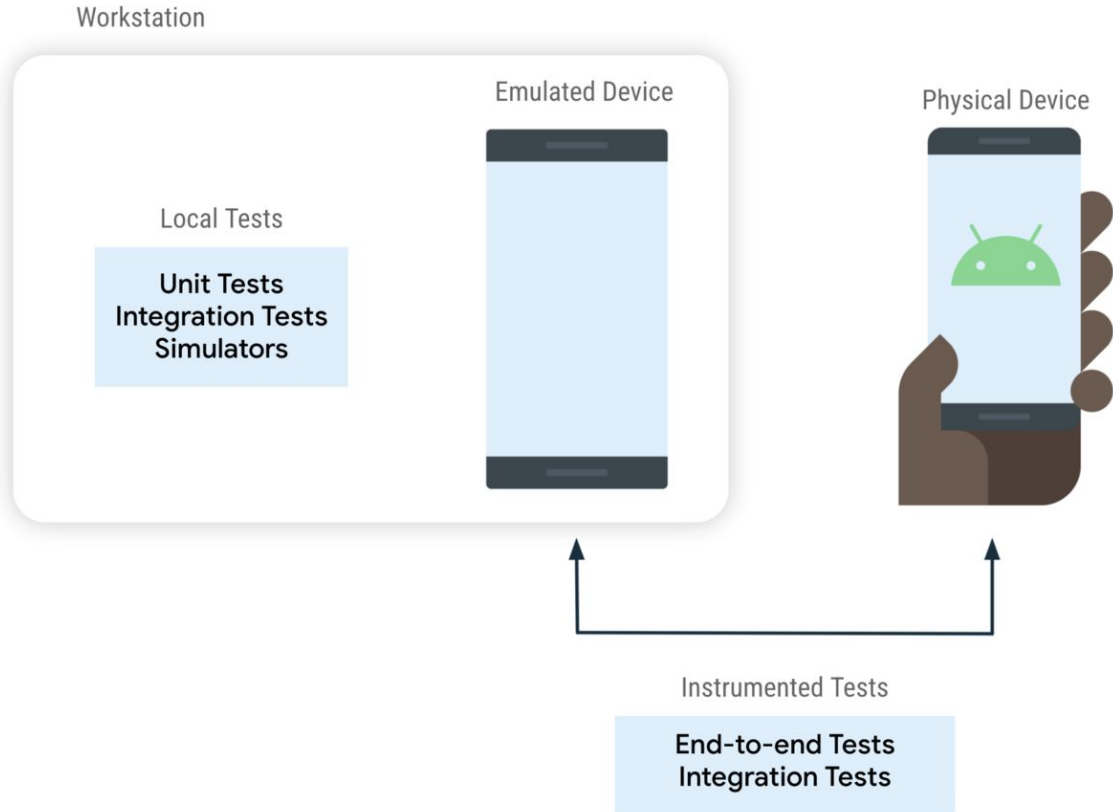 Workstation
Emulated Device
Physical Device
Local Tests
Unit Tests
Integration Tests
Simulators
Instrumented Tests
End-to-end Tests
Integration Tests